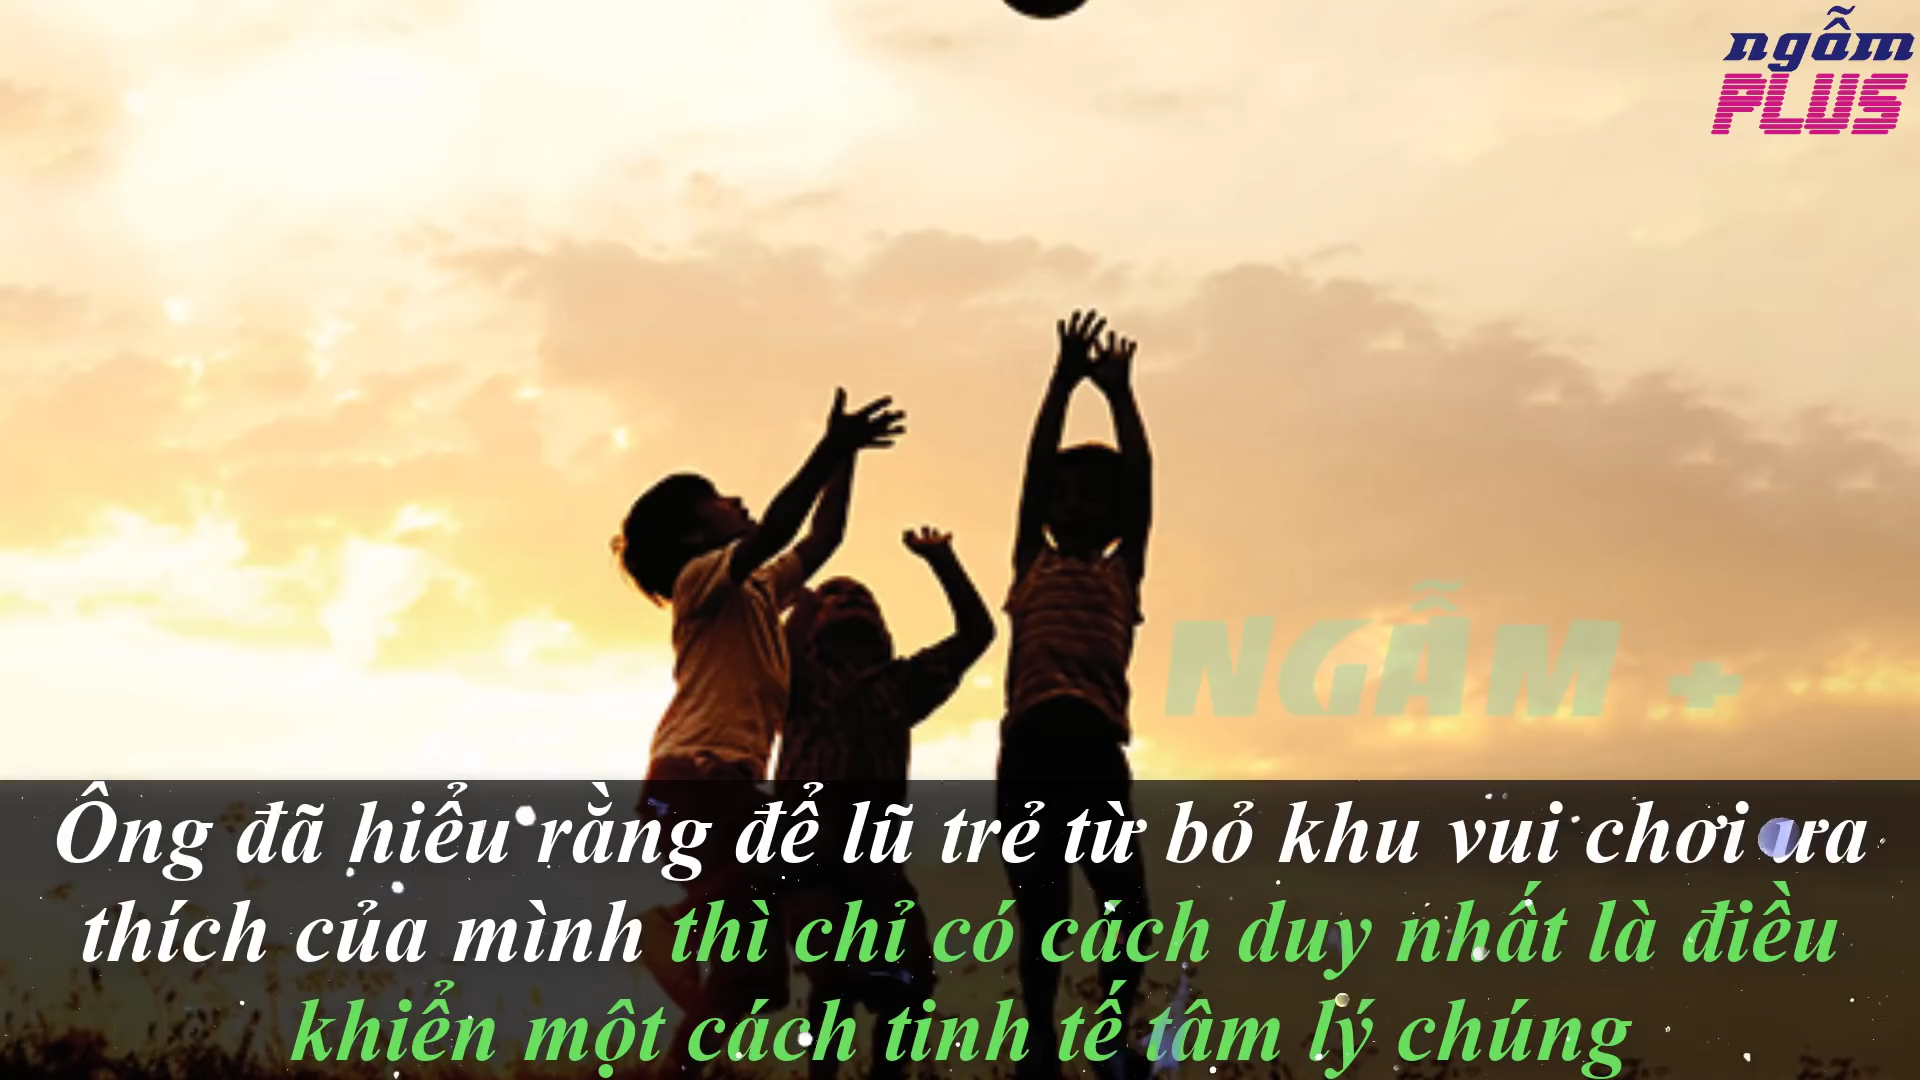 ngẫm
PLUS
NGẪM +
Ông đã hiểu rằng để lũ trẻ từ bỏ khu vui chơi ưa
thích của mình thì chỉ có cách duy nhất là điều
khiển một cách tinh tế tâm lý chúng